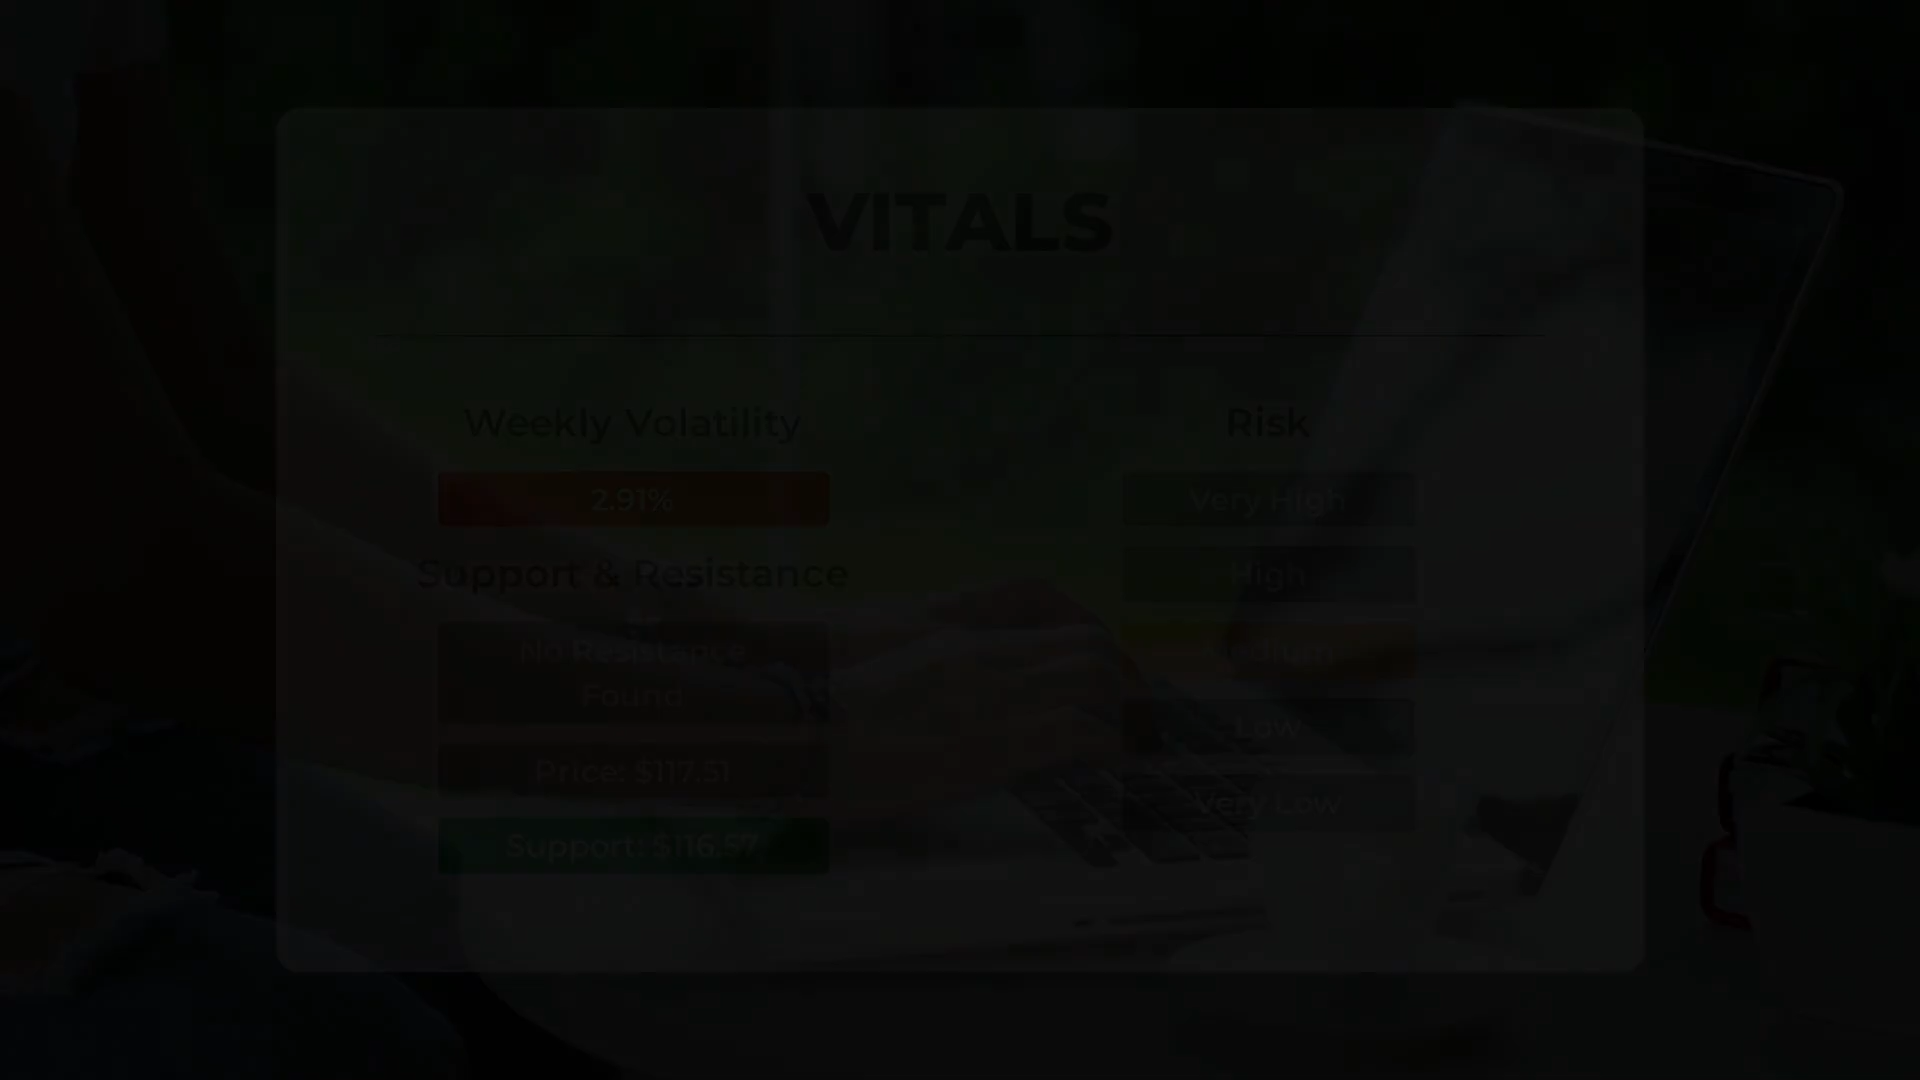 VITALS
Weekly Volatility
2.91%
Support & Resistance
No Resistance
Found
Price: $117.51
Support: $116.57
Risk
Very High
High
Medium
Low
Very Low